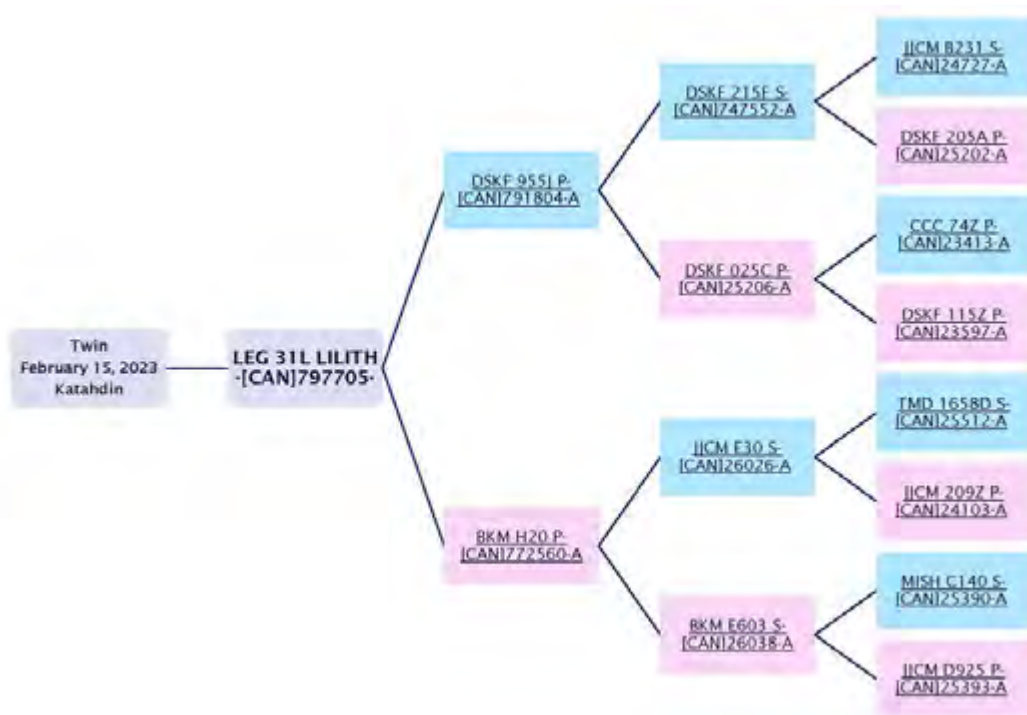 Twin
February 15, 2023
Katahdin
LEG 31L LILITH
-[CAN]797705-
DSKF 955J P-
[CAN]791804-A
BKM H20 P-
[CAN]772560-A
DSKF 215F S-
[CAN]747552-A
DSKF 025C P-
[CAN]25206-A
JJCM E30 S-
[CAN]26026-A
BKM E603 S-
[CAN]26038-A
JJCM B231 S-
[CAN]24727-A
DSKF 205A P-
[CAN]25202-A
CCC 74Z P-
[CAN]23413-A
DSKF 115Z P-
[CAN]23597-A
TMD 1658D S-
[CAN]25512-A
JJCM 209Z P-
[CAN]24103-A
MISH C140 S-
[CAN]25390-A
JJCM D925 P-
[CAN]25393-A